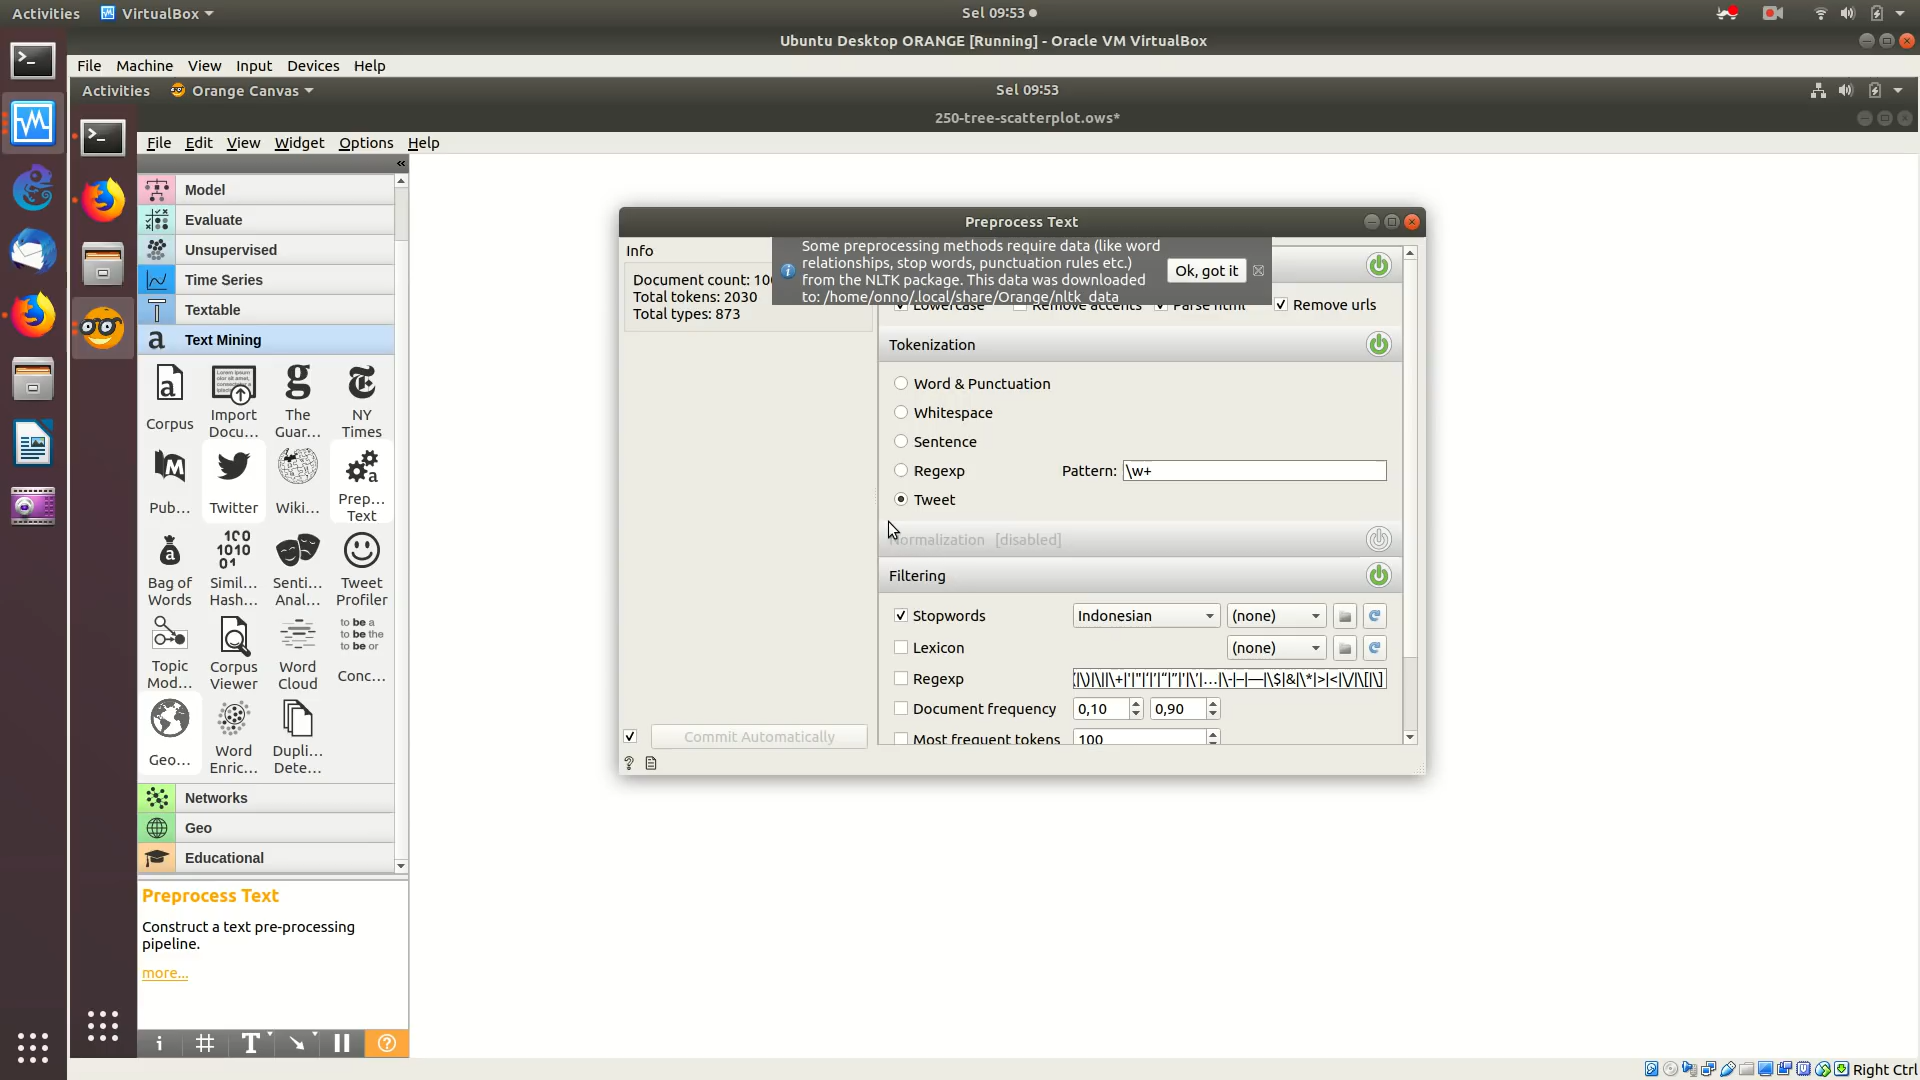 Activities VirtualBox Sel 09:53
Ubuntu Desktop ORANGE [Running] - Oracle VM VirtualBox
File Machine View Input Devices Help
Activities Orange Canvas Sel 09:53
250-tree-scatterplot.ows*
File Edit View Widget Options Help
«
Model
Evaluate
Unsupervised
Time Series
Textable
Text Mining
Corpus
Import Docu...
The Guar...
NY Times
Pub...
Twitter
Wiki...
Prep... Text
Bag of Words
Simil... Hash...
Senti... Anal...
Tweet Profiler
Topic Mod...
Corpus Viewer
Word Cloud
Conc...
Geo...
Word Enric...
Dupli... Dete...
Networks
Geo
Educational
Preprocess Text
Construct a text pre-processing
pipeline.
more...
Preprocess Text
Info
Document count: 10
Total tokens: 2030
Total types: 873
Some preprocessing methods require data (like word
relationships, stop words, punctuation rules etc.)
from the NLTK package. This data was downloaded
to: /home/onno/.local/share/Orange/nltk_data
Ok, got it
Lowercase Remove accents Parse html Remove urls
Tokenization
Word & Punctuation
Whitespace
Sentence
Regexp Pattern: \w+
Tweet
Normalization [disabled]
Filtering
Stopwords Indonesian (none)
Lexicon (none)
Regexp
Document frequency 0,10 0,90
Most frequent tokens 100
Commit Automatically
Right Ctrl